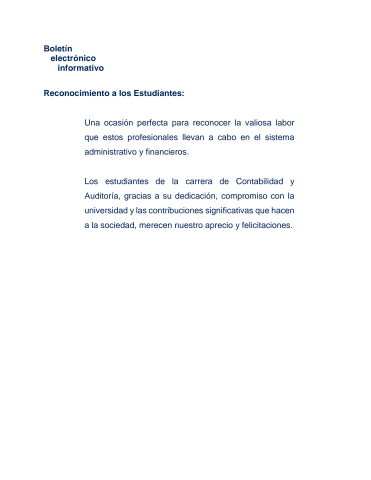 Boletín
electrónico
informativo
Reconocimiento a los Estudiantes:
Una ocasión perfecta para reconocer la valiosa labor
que estos profesionales llevan a cabo en el sistema
administrativo y financieros.
Los estudiantes de la carrera de Contabilidad y
Auditoría, gracias a su dedicación, compromiso con la
universidad y las contribuciones significativas que hacen
a la sociedad, merecen nuestro aprecio y felicitaciones.